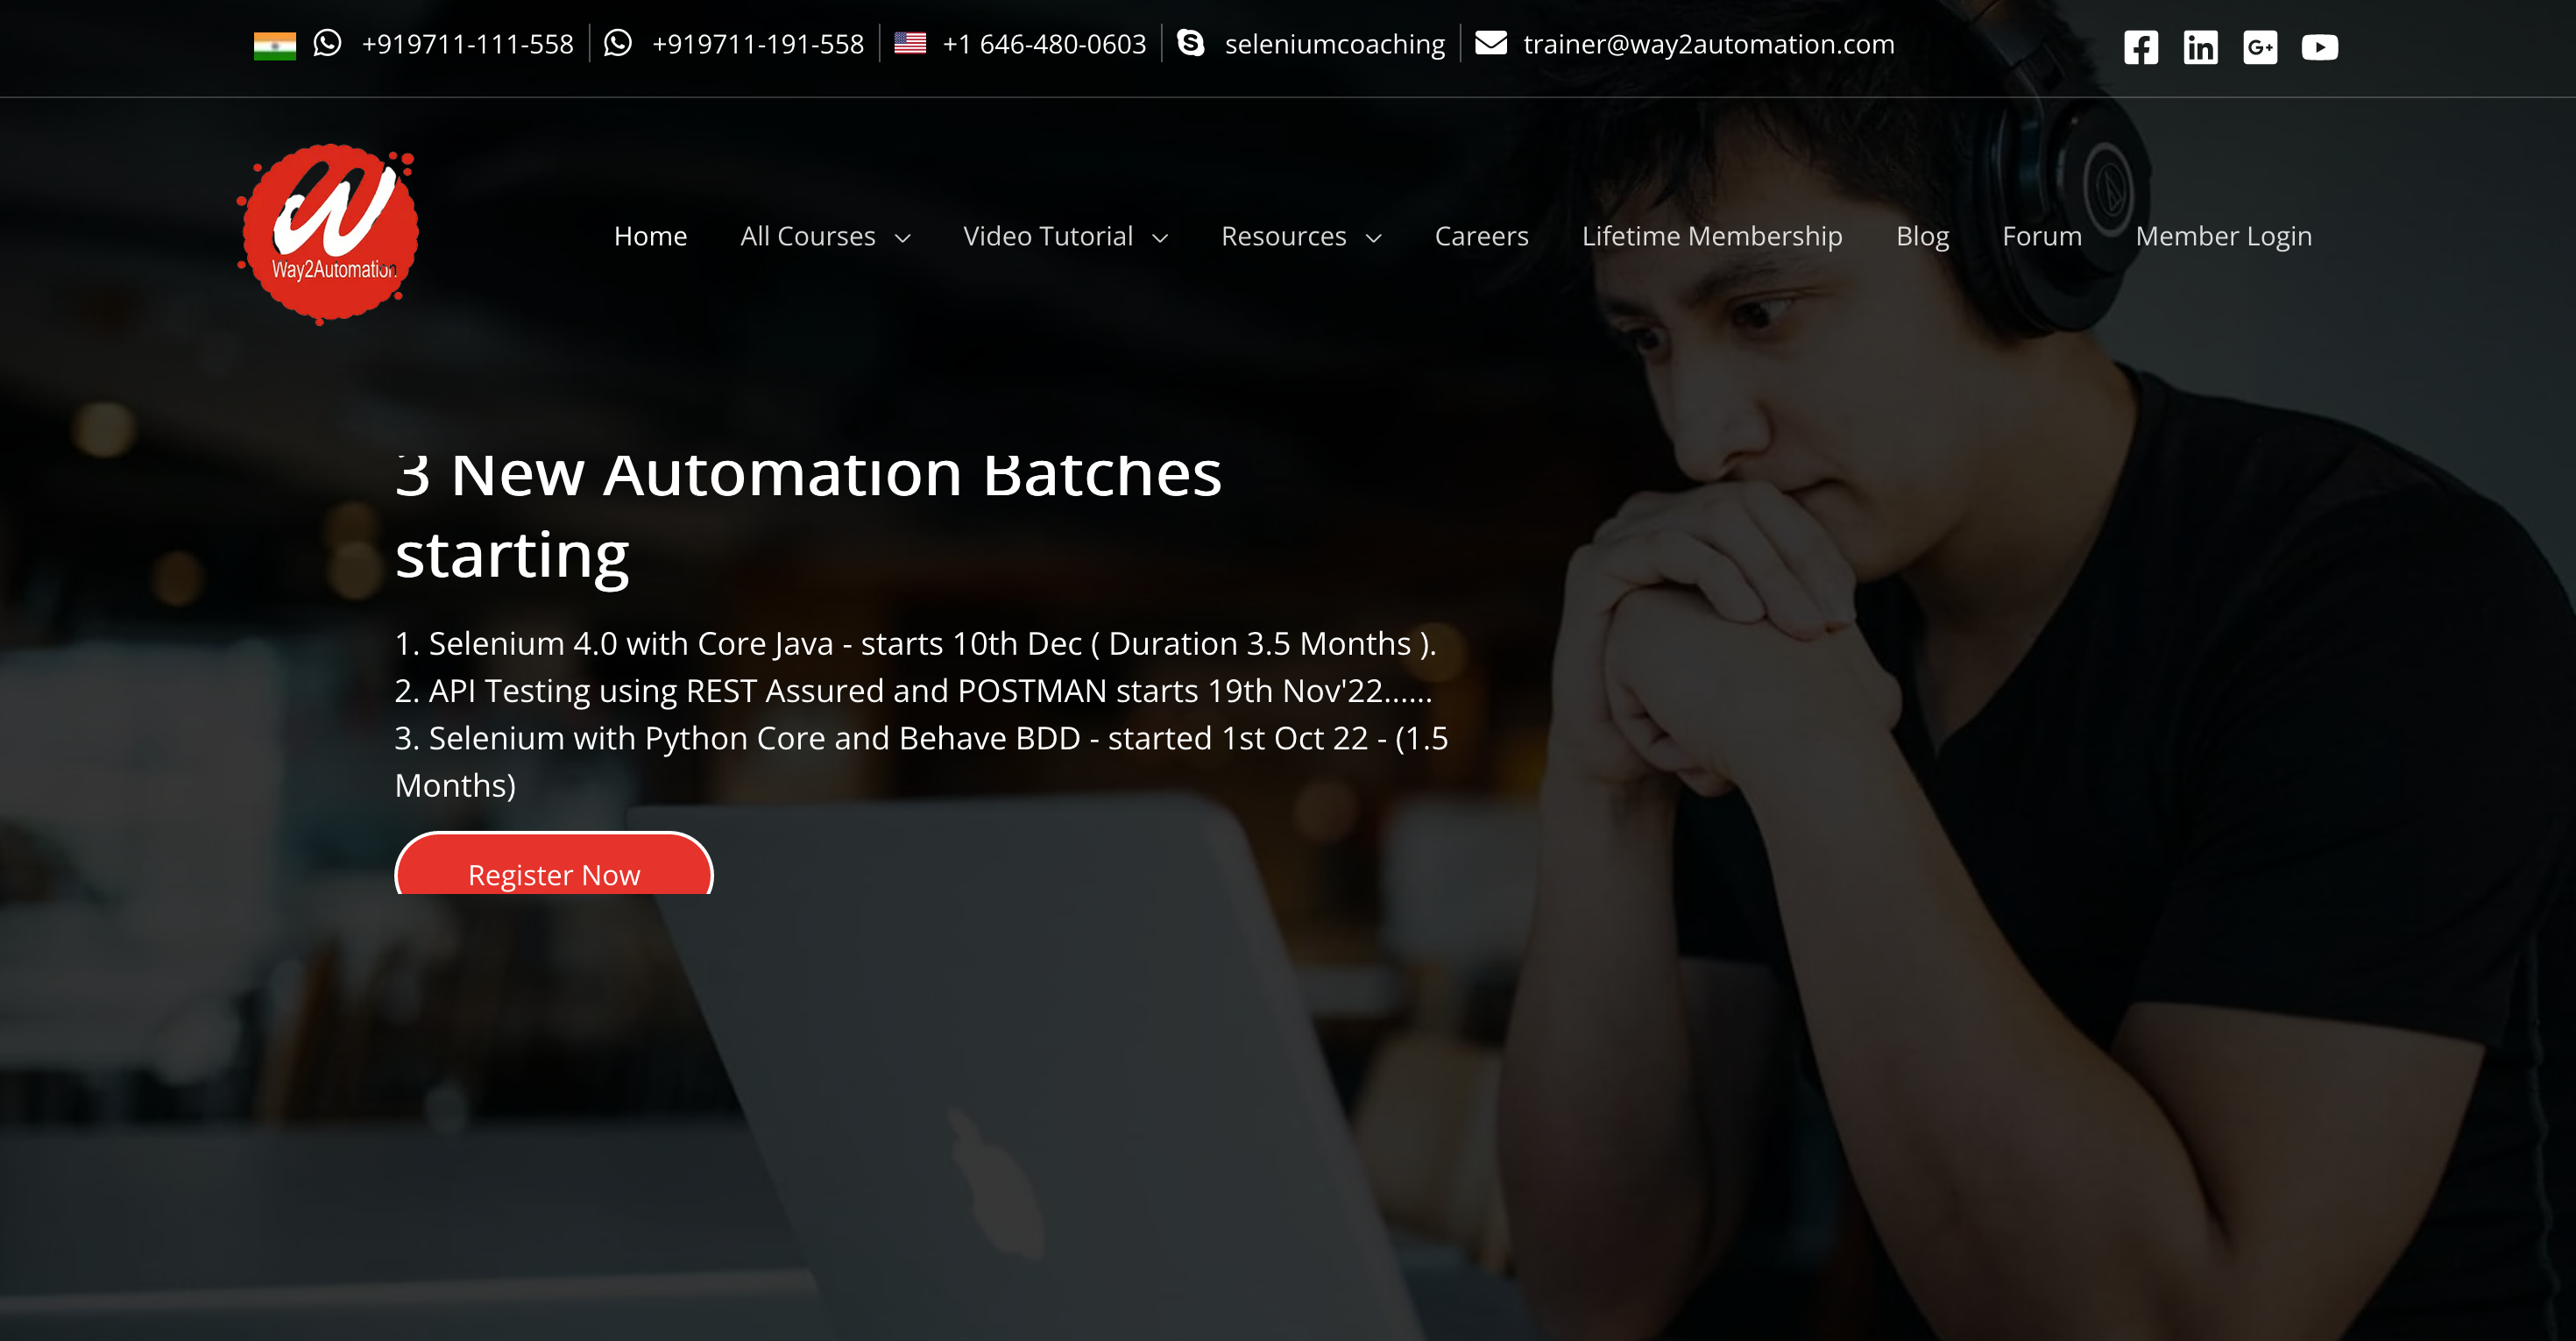 +919711-111-558
+919711-191-558
+1 646-480-0603
seleniumcoaching
trainer@way2automation.com
Way2Automation
Home
All Courses
Video Tutorial
Resources
Careers
Lifetime Membership
Blog
Forum
Member Login
3 New Automation Batches
starting
1. Selenium 4.0 with Core Java - starts 10th Dec ( Duration 3.5 Months ).
2. API Testing using REST Assured and POSTMAN starts 19th Nov'22......
3. Selenium with Python Core and Behave BDD - started 1st Oct 22 - (1.5
Months)
Register Now